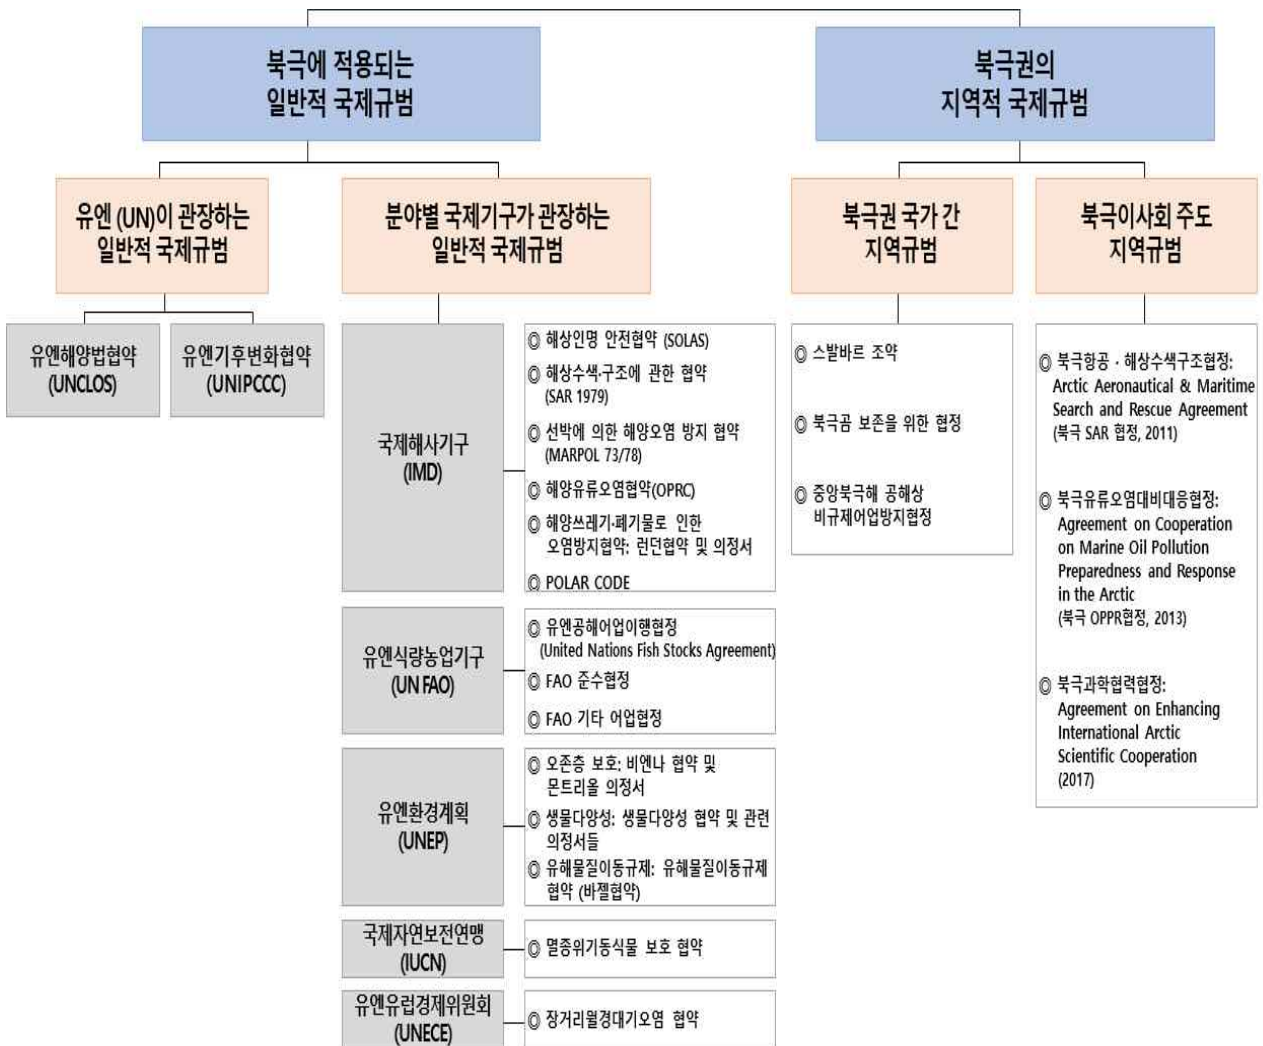 북극에 적용되는
일반적 국제규범
북극권의
지역적 국제규범
유엔 (UN)이 관장하는
일반적 국제규범
분야별 국제기구가 관장하는
일반적 국제규범
북극권 국가 간
지역규범
북극이사회 주도
지역규범
유엔해양법협약
(UNCLOS)
유엔기후변화협약
(UNIPCCC)
국제해사기구
(IMD)
◎ 해상인명 안전협약 (SOLAS)
◎ 해상수색·구조에 관한 협약
(SAR 1979)
◎ 선박에 의한 해양오염 방지 협약
(MARPOL 73/78)
◎ 해양유류오염협약(OPRC)
◎ 해양쓰레기·폐기물로 인한
오염방지협약: 런던협약 및 의정서
◎ POLAR CODE
유엔식량농업기구
(UN FAO)
◎ 유엔공해어업이행협정
(United Nations Fish Stocks Agreement)
◎ FAO 준수협정
◎ FAO 기타 어업협정
유엔환경계획
(UNEP)
◎ 오존층 보호: 비엔나 협약 및
몬트리올 의정서
◎ 생물다양성: 생물다양성 협약 및 관련
의정서들
◎ 유해물질이동규제: 유해물질이동규제
협약 (바젤협약)
국제자연보전연맹
(IUCN)
◎ 멸종위기동식물 보호 협약
유엔유럽경제위원회
(UNECE)
◎ 장거리월경대기오염 협약
◎ 스발바르 조약
◎ 북극곰 보존을 위한 협정
◎ 중앙북극해 공해상
비규제어업방지협정
◎ 북극항공 · 해상수색구조협정:
Arctic Aeronautical & Maritime
Search and Rescue Agreement
(북극 SAR 협정, 2011)
◎ 북극유류오염대비대응협정:
Agreement on Cooperation
on Marine Oil Pollution
Preparedness and Response
in the Arctic
(북극 OPPR협정, 2013)
◎ 북극과학협력협정:
Agreement on Enhancing
International Arctic
Scientific Cooperation
(2017)